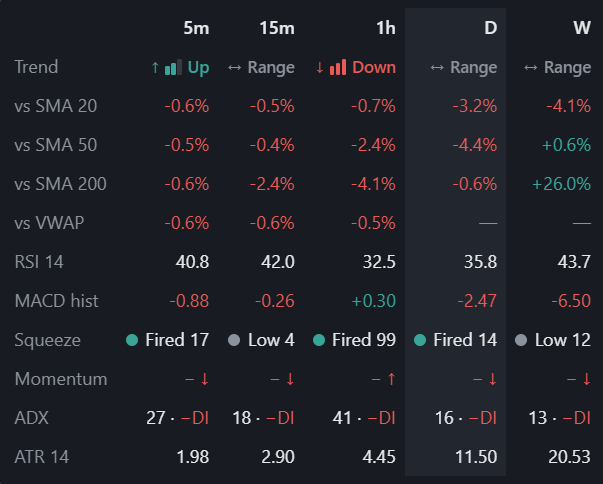 5m 15m 1h D W
Trend ↑ Up ↔ Range ↓ Down ↔ Range ↔ Range
vs SMA 20 -0.6% -0.5% -0.7% -3.2% -4.1%
vs SMA 50 -0.5% -0.4% -2.4% -4.4% +0.6%
vs SMA 200 -0.6% -2.4% -4.1% -0.6% +26.0%
vs VWAP -0.6% -0.6% -0.5% — —
RSI 14 40.8 42.0 32.5 35.8 43.7
MACD hist -0.88 -0.26 +0.30 -2.47 -6.50
Squeeze Fired 17 Low 4 Fired 99 Fired 14 Low 12
Momentum − ↓ − ↓ − ↑ − ↓ − ↓
ADX 27 · −DI 18 · −DI 41 · −DI 16 · −DI 13 · −DI
ATR 14 1.98 2.90 4.45 11.50 20.53